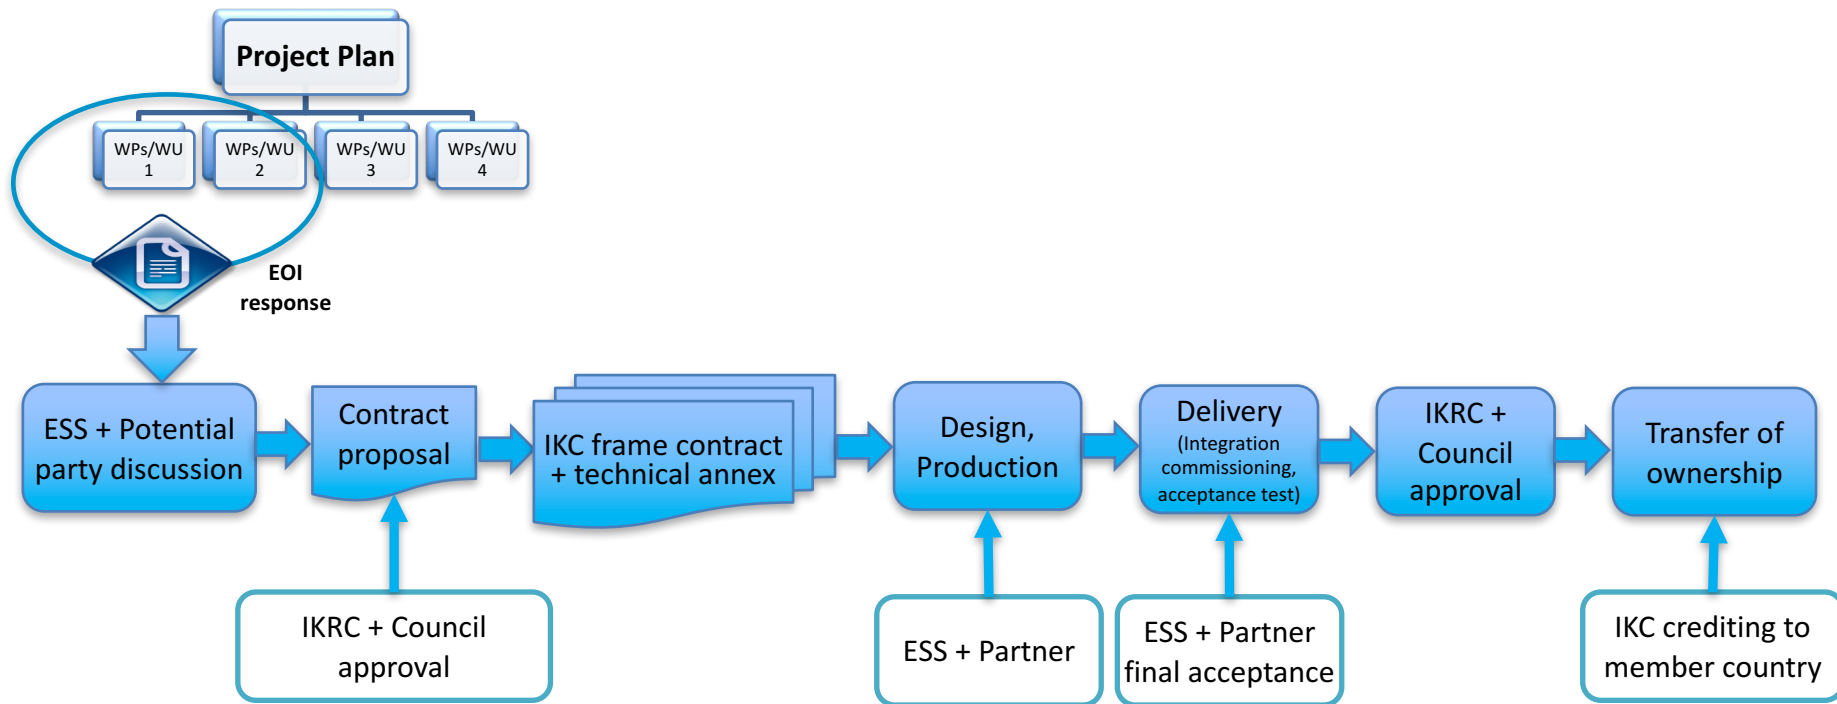 Project Plan
WPs/WU
1
WPs/WU
2
WPs/WU
3
WPs/WU
4
EOI
response
ESS + Potential
party discussion
Contract
proposal
IKC frame contract
+ technical annex
Design,
Production
Delivery
(Integration
commissioning,
acceptance test)
IKRC +
Council
approval
Transfer of
ownership
IKRC + Council
approval
ESS + Partner
ESS + Partner
final acceptance
IKC crediting to
member country